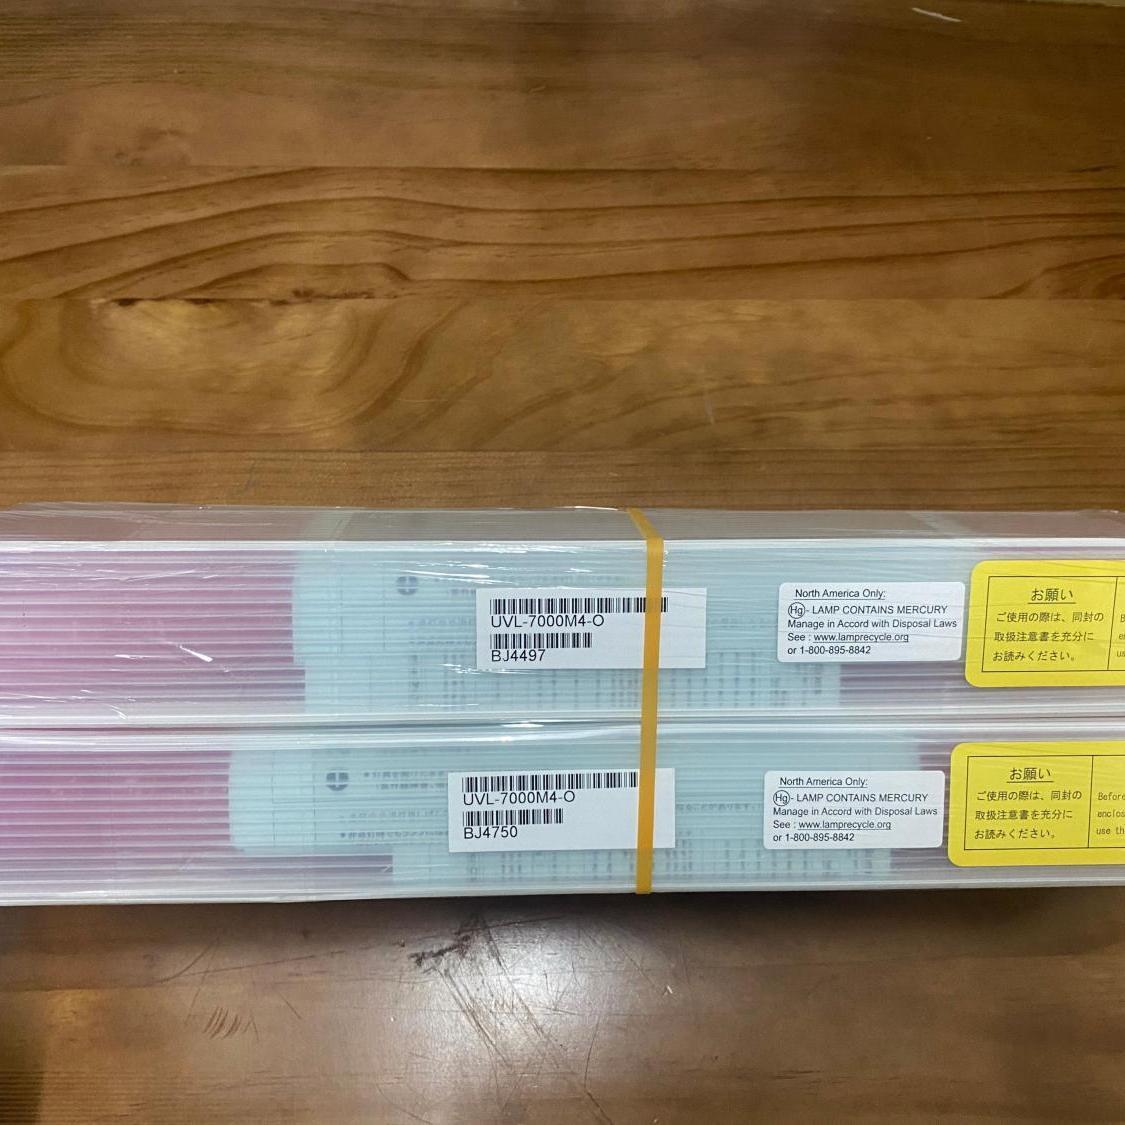 UVL-7000M4-O
BJ4497
North America Only:
Hg - LAMP CONTAINS MERCURY
Manage in Accord with Disposal Laws
See : www.lamprecycle.org
or 1-800-895-8842
お願い
ご使用の際は、同封の
取扱注意書を充分に
お読みください。
UVL-7000M4-O
BJ4750
North America Only:
Hg - LAMP CONTAINS MERCURY
Manage in Accord with Disposal Laws
See : www.lamprecycle.org
or 1-800-895-8842
お願い
ご使用の際は、同封の
取扱注意書を充分に
お読みください。
Before
use